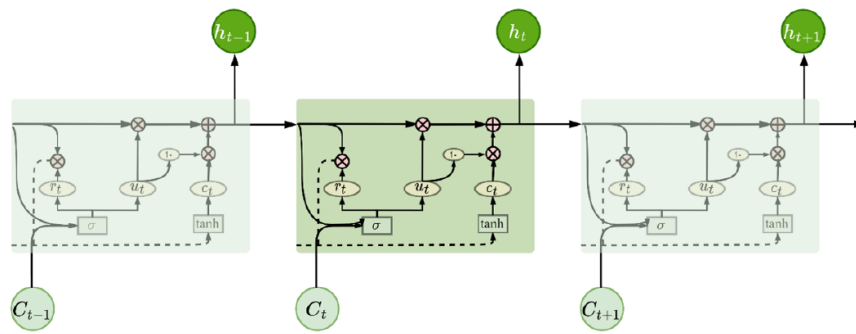 h_{t-1} h_t h_{t+1}
1- 1- 1-
r_t u_t c_t r_t u_t c_t r_t u_t c_t
σ tanh σ tanh σ tanh
C_{t-1} C_t C_{t+1}